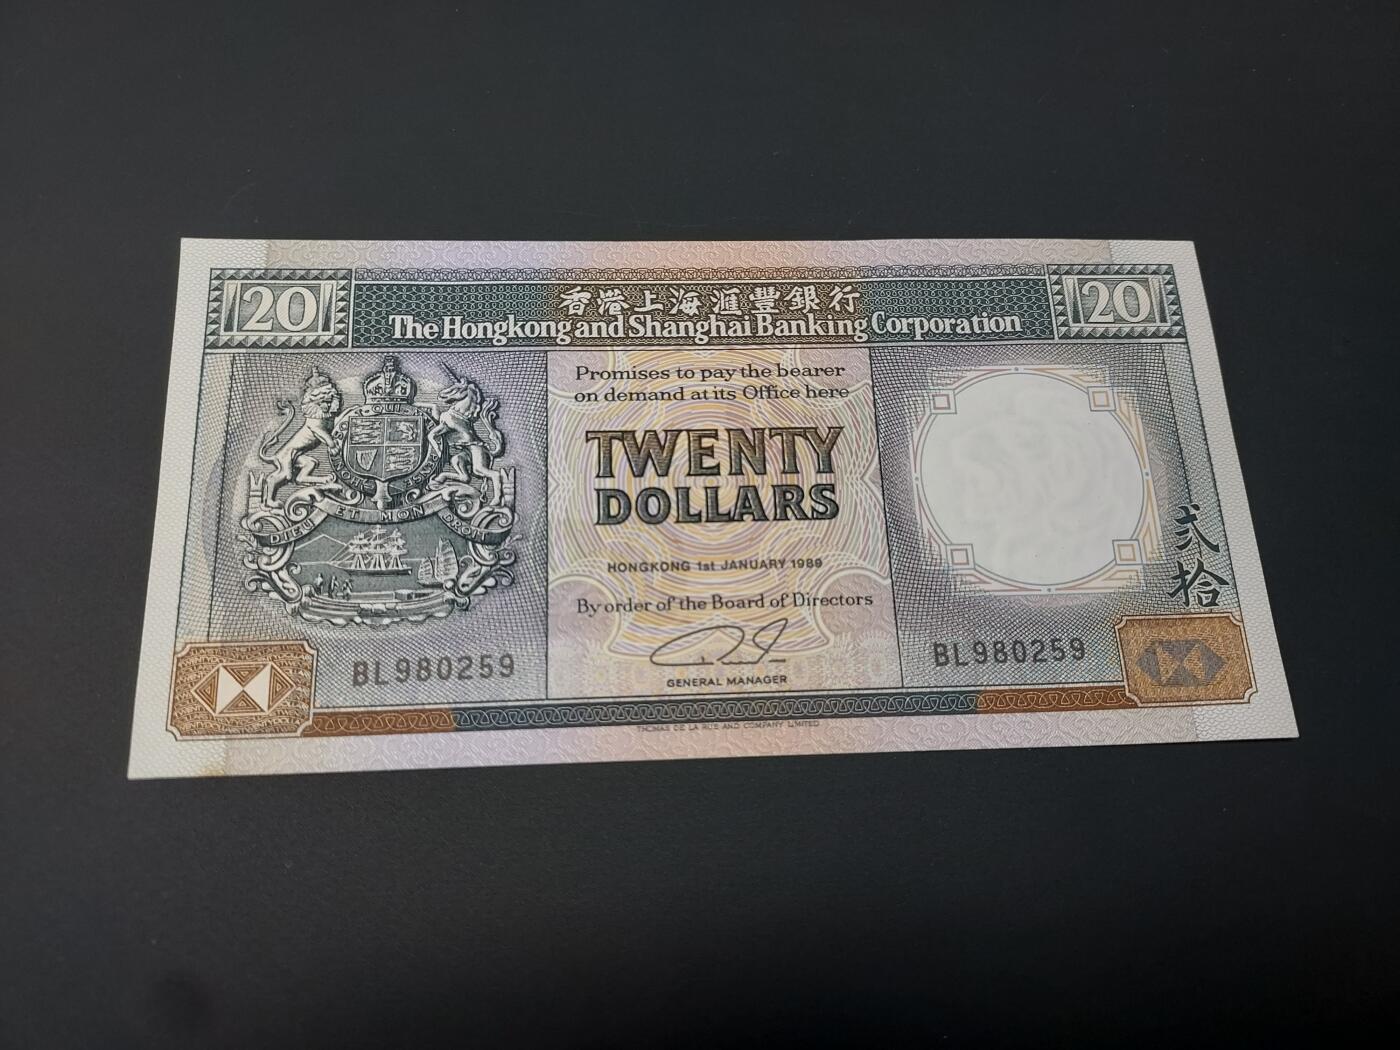 20
香港上海滙豐銀行
20
The Hongkong and Shanghai Banking Corporation
Promises to pay the bearer
on demand at its Office here
TWENTY
DOLLARS
DIEU ET MON DROIT
HONGKONG 1st JANUARY 1989
By order of the Board of Directors
GENERAL MANAGER
BL980259
BL980259
貳
拾
THOMAS DE LA RUE AND COMPANY LIMITED